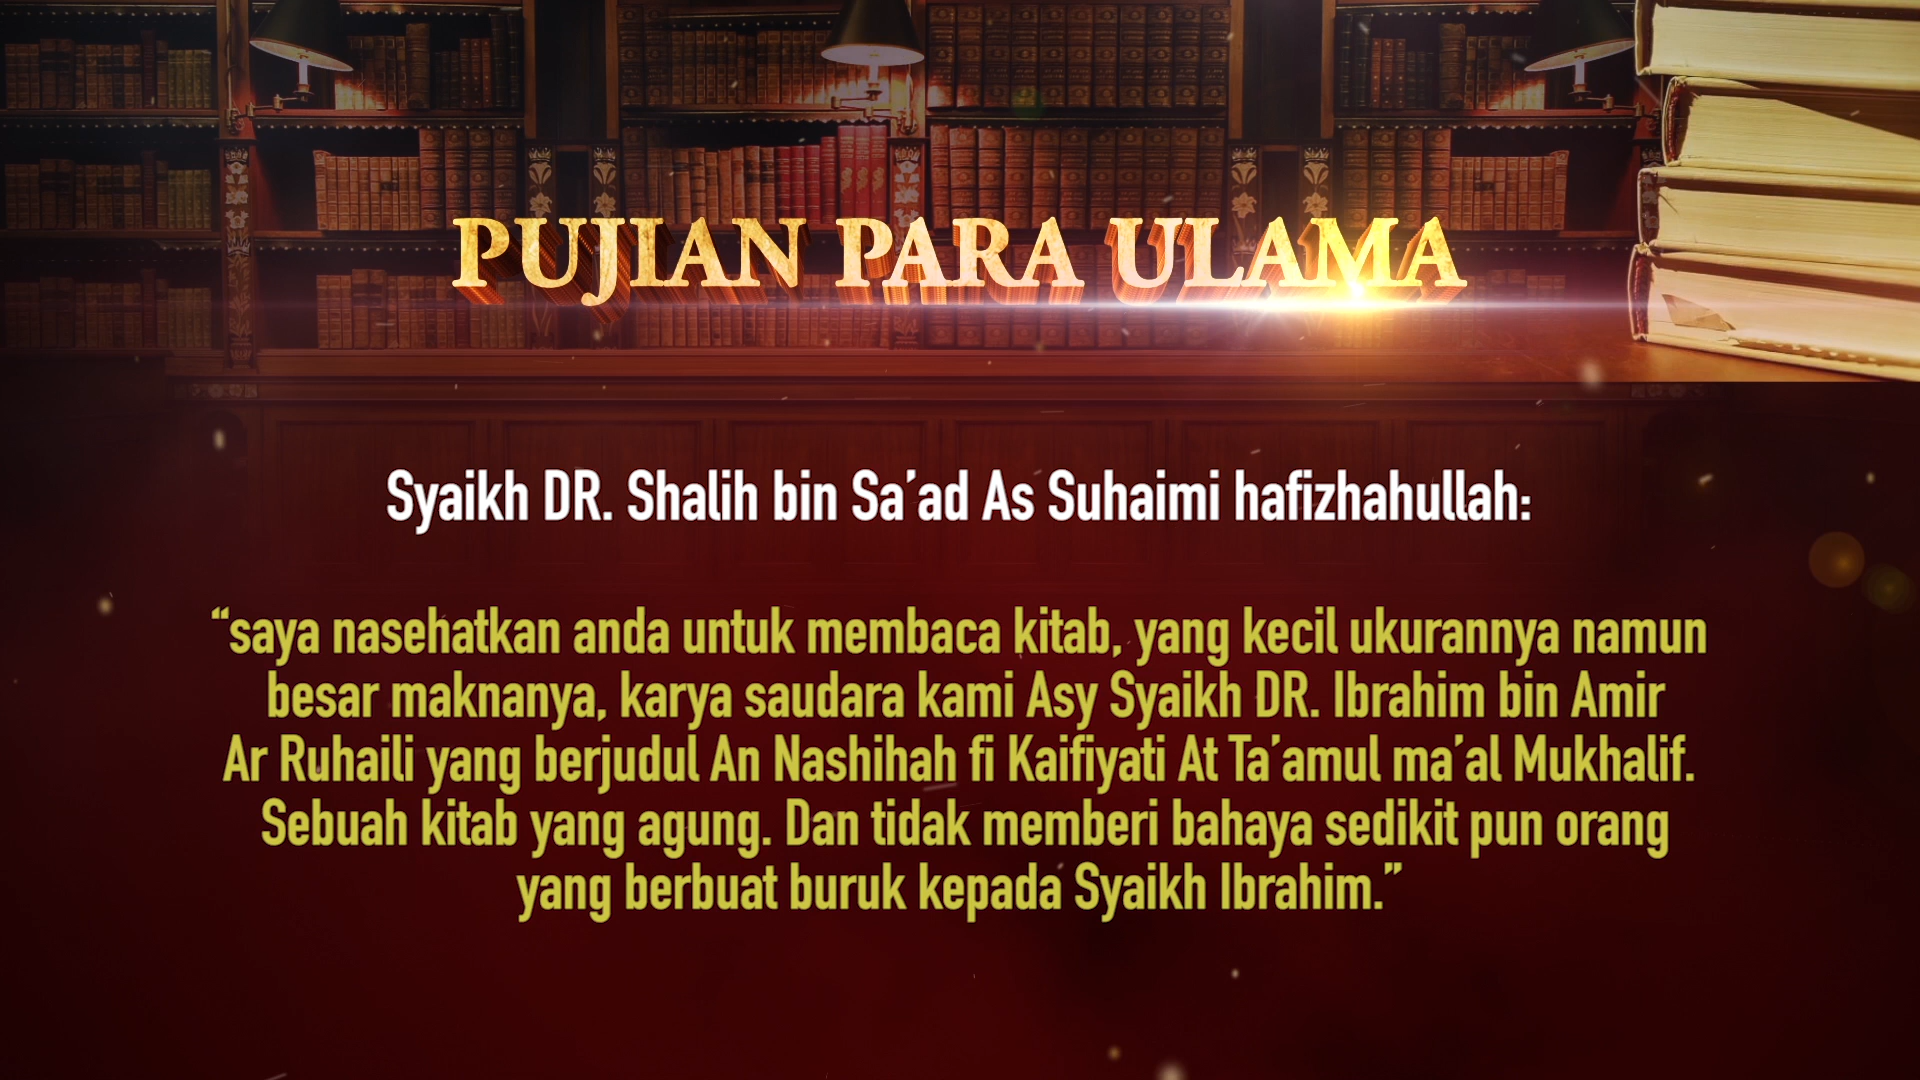 PUJIAN PARA ULAMA
Syaikh DR. Shalih bin Sa’ad As Suhaimi hafizhahullah:
“saya nasehatkan anda untuk membaca kitab, yang kecil ukurannya namun
besar maknanya, karya saudara kami Asy Syaikh DR. Ibrahim bin Amir
Ar Ruhaili yang berjudul An Nashihah fi Kaifiyati At Ta’amul ma’al Mukhalif.
Sebuah kitab yang agung. Dan tidak memberi bahaya sedikit pun orang
yang berbuat buruk kepada Syaikh Ibrahim.”